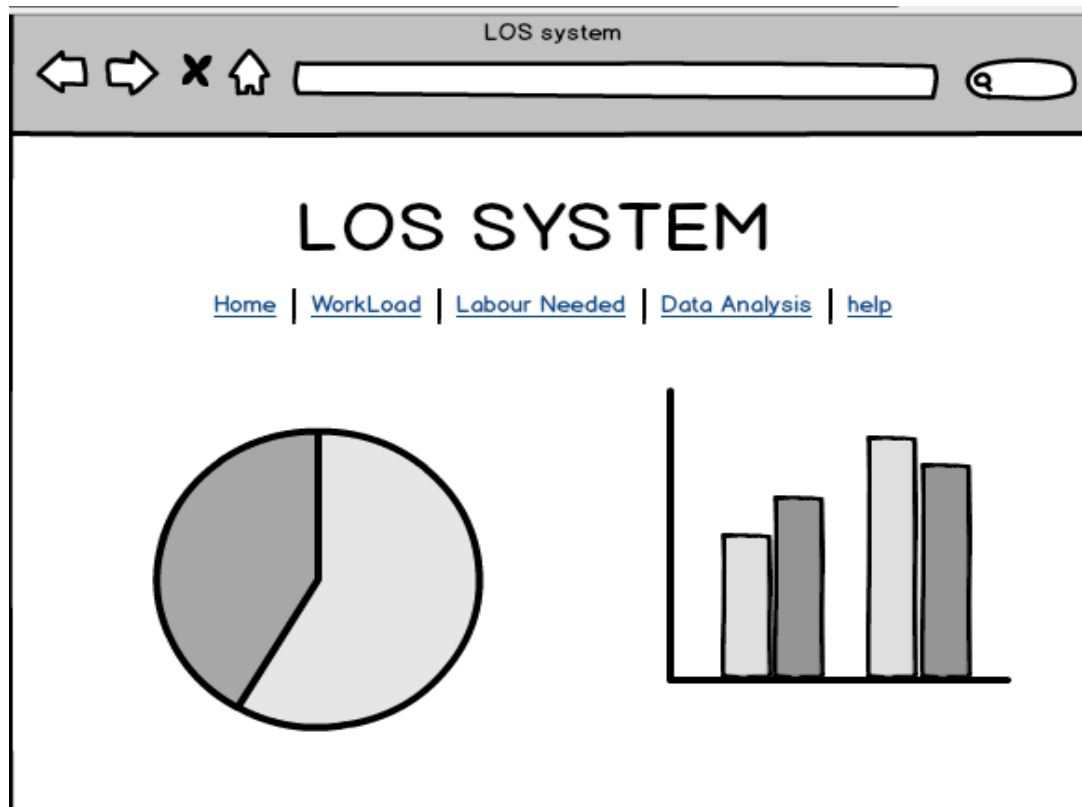 LOS system
LOS SYSTEM
Home | WorkLoad | Labour Needed | Data Analysis | help